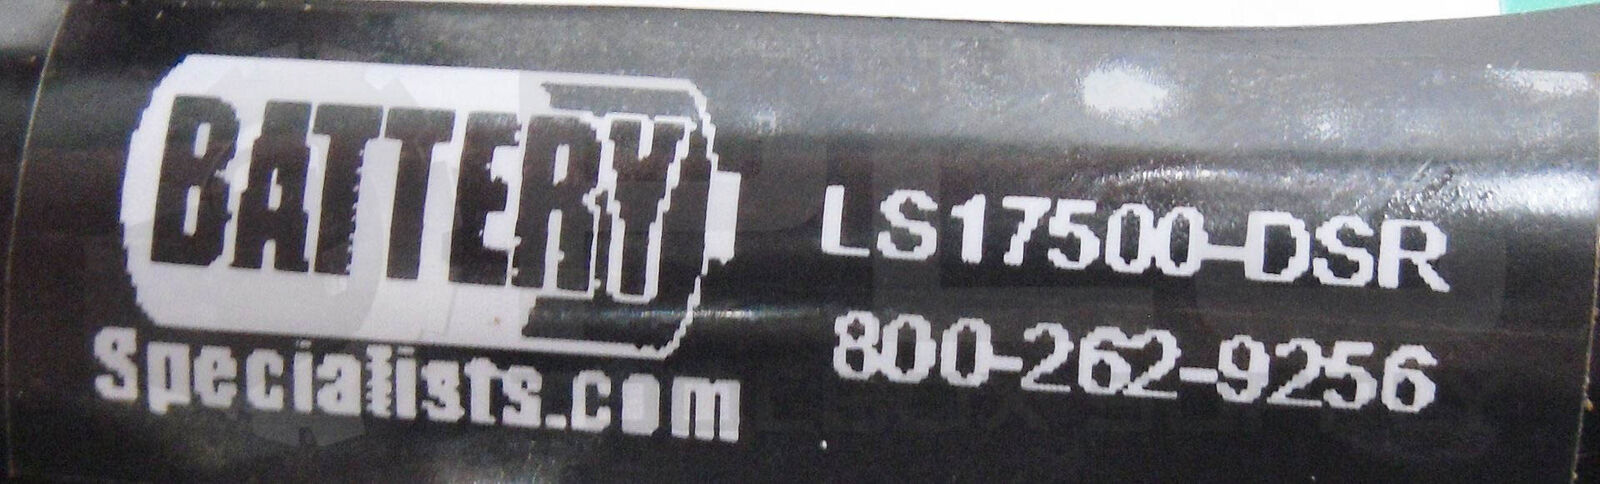 BATTERY
Specialists.com
LS17500-DSR
800-262-9256